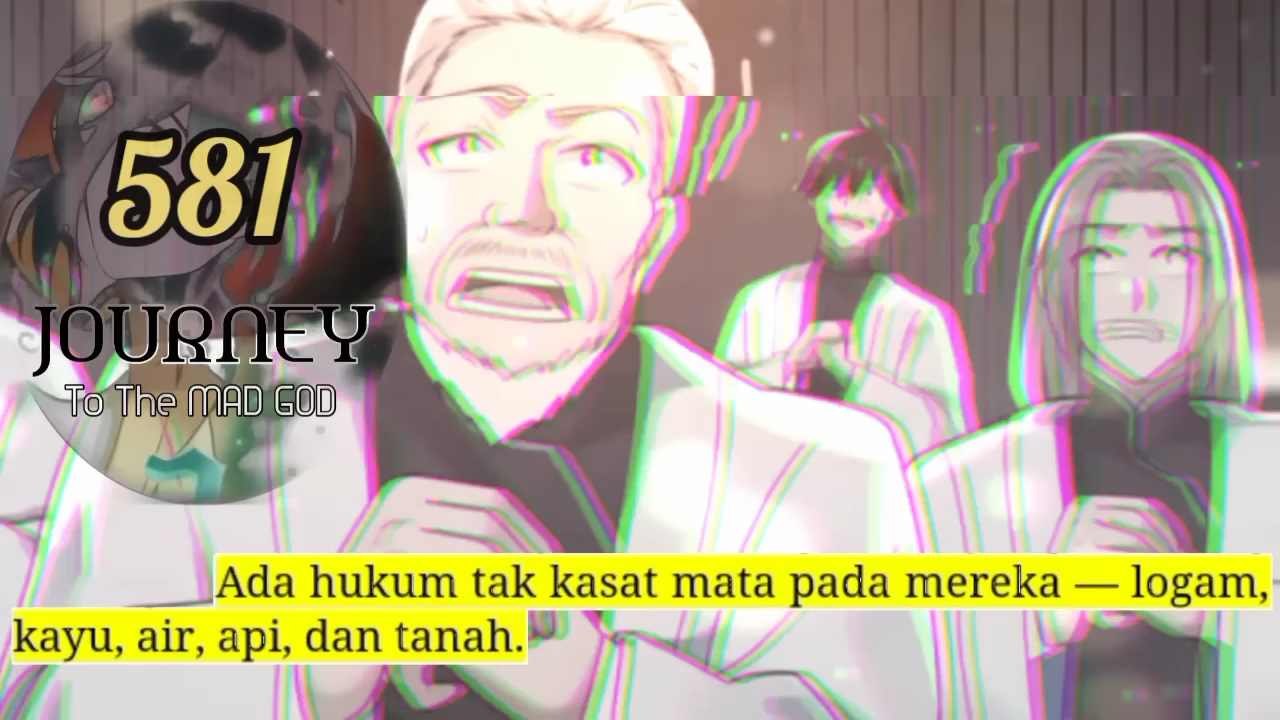 581
JOURNEY
To The MAD GOD
Ada hukum tak kasat mata pada mereka — logam,
kayu, air, api, dan tanah.